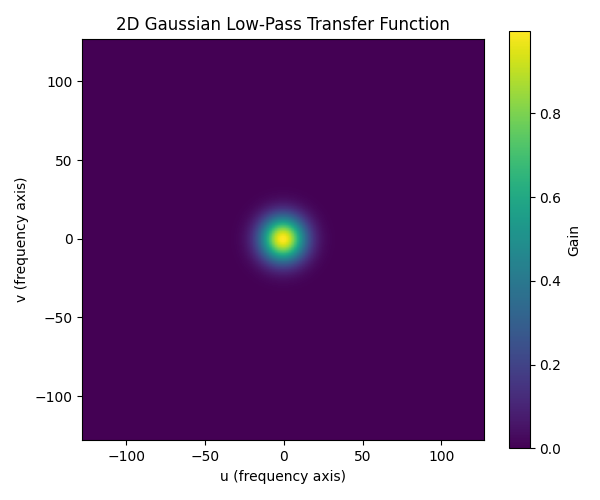 2D Gaussian Low-Pass Transfer Function
100
50
0
−50
−100
v (frequency axis)
−100 −50 0 50 100
u (frequency axis)
0.8
0.6
0.4
0.2
0.0
Gain